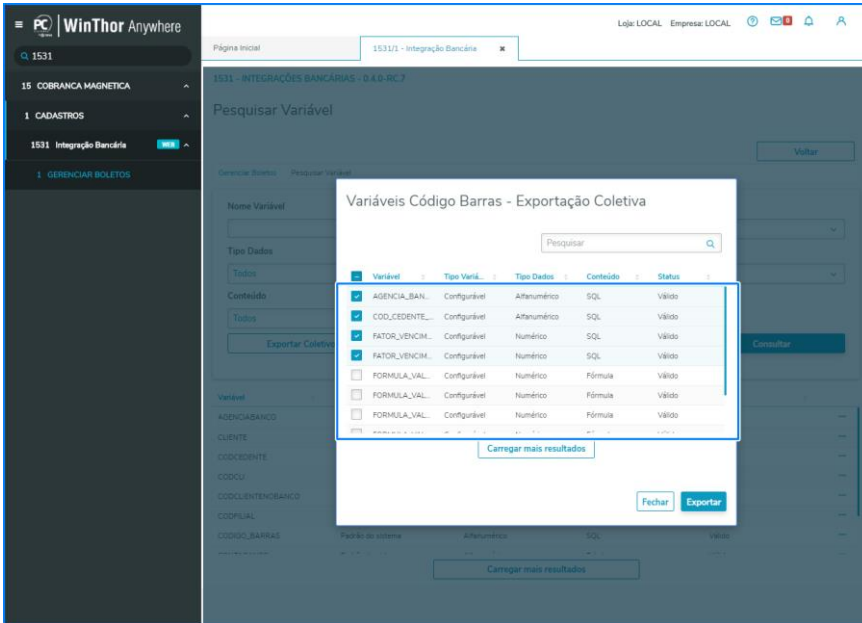 PC WinThor Anywhere
Loja: LOCAL Empresa: LOCAL
1531
Página Inicial
1531/1 - Integração Bancária
15 COBRANCA MAGNETICA
1 CADASTROS
1531 Integração Bancária WEB
1 GERENCIAR BOLETOS
1531 - INTEGRAÇÕES BANCÁRIAS - 0.4.0-RC.7
Pesquisar Variável
Voltar
Gerenciar Boletos Pesquisar Variável
Nome Variável
Tipo Dados
Todos
Conteúdo
Todos
Exportar Coletivo
Consultar
Variáveis Código Barras - Exportação Coletiva
Pesquisar
Variável Tipo Variá... Tipo Dados Conteúdo Status
AGENCIA_BAN... Configurável Alfanumérico SQL Válido
COD_CEDENTE_... Configurável Alfanumérico SQL Válido
FATOR_VENCIM... Configurável Numérico SQL Válido
FATOR_VENCIM... Configurável Numérico SQL Válido
FORMULA_VAL... Configurável Numérico Fórmula Válido
FORMULA_VAL... Configurável Numérico Fórmula Válido
FORMULA_VAL... Configurável Numérico Fórmula Válido
Carregar mais resultados
Fechar Exportar
Variável
AGENCIABANCO
CLIENTE
CODCEDENTE
CODCLI
CODCLIENTENOBANCO
CODFILIAL
CODIGO_BARRAS Padrão do sistema Alfanumérico SQL Válido
Carregar mais resultados